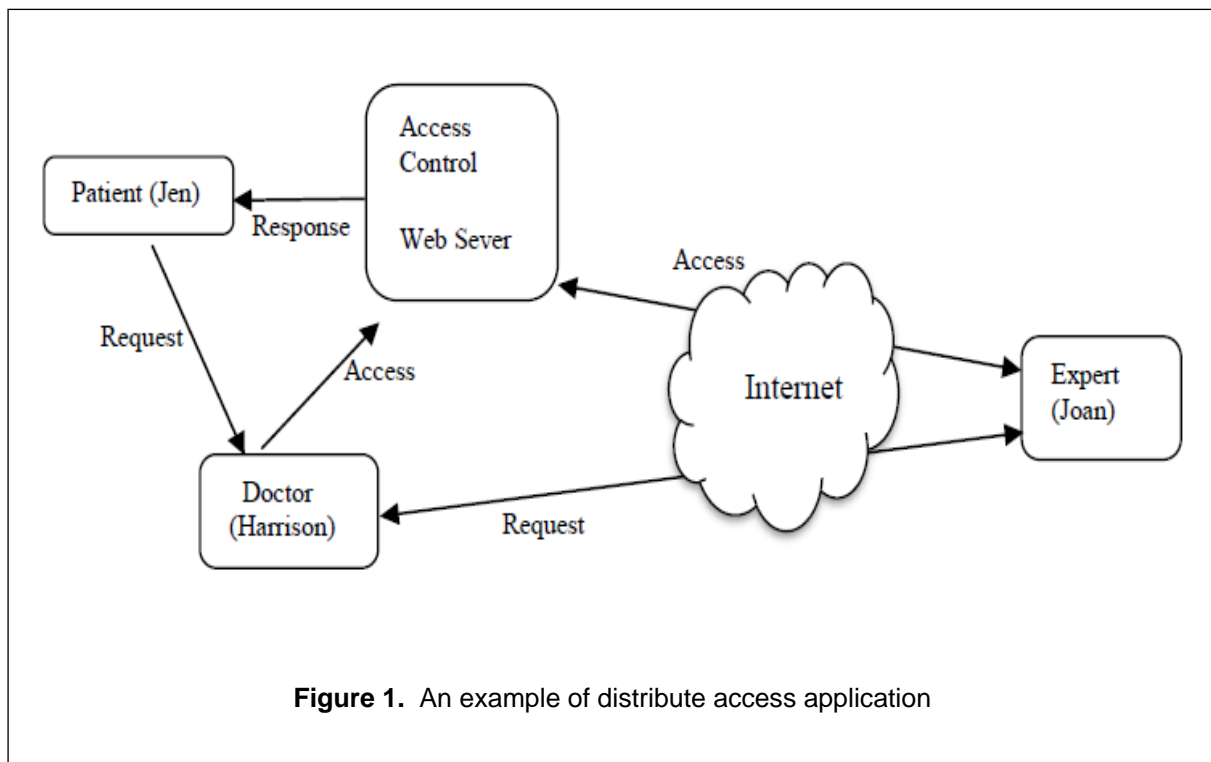 Access
Control
Web Sever
Patient (Jen)
Response
Access
Request
Access
Internet
Expert
(Joan)
Doctor
(Harrison)
Request
Figure 1. An example of distribute access application